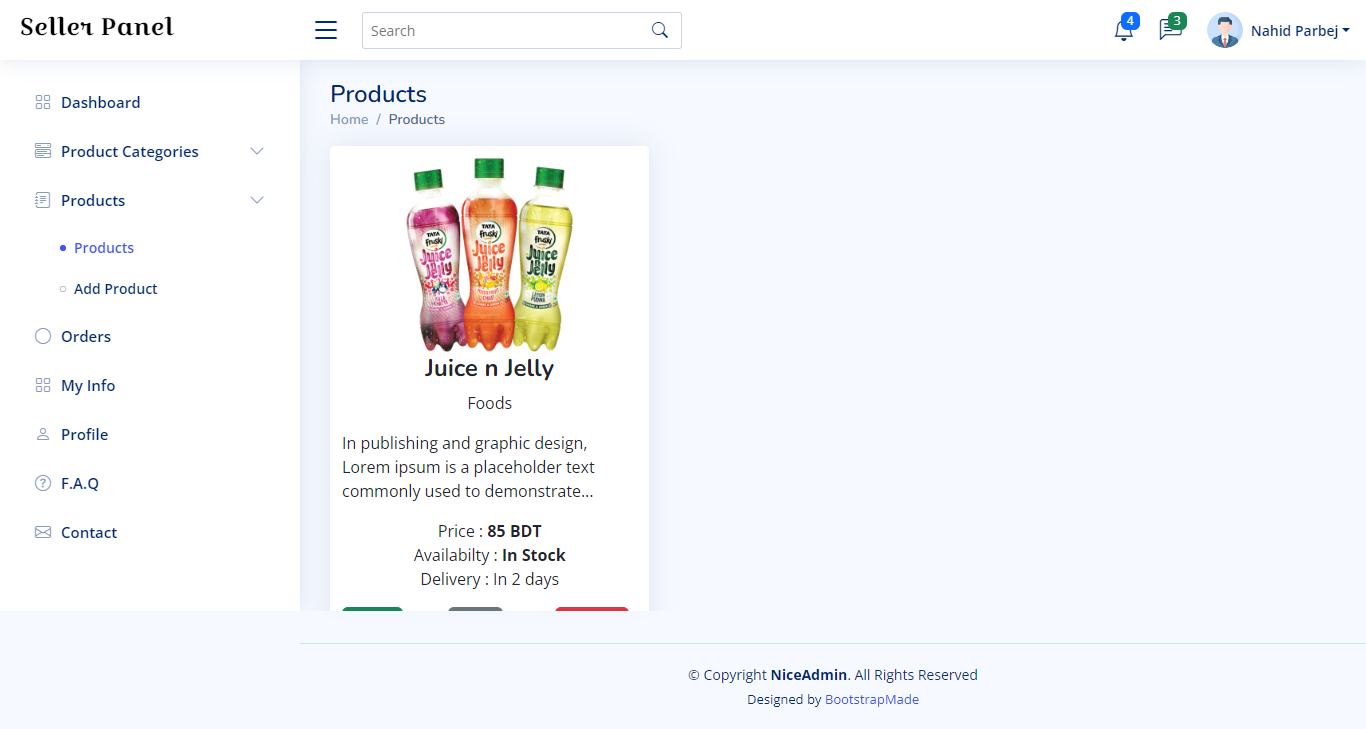 Seller Panel
Search
4
3
Nahid Parbej
Dashboard
Product Categories
Products
Products
Add Product
Orders
My Info
Profile
F.A.Q
Contact
Products
Home / Products
TATA
fruski
Juice
n
Jelly
TATA
fruski
Juice
n
Jelly
TATA
fruski
Juice
n
Jelly
Juice n Jelly
Foods
In publishing and graphic design,
Lorem ipsum is a placeholder text
commonly used to demonstrate...
Price : 85 BDT
Availabilty : In Stock
Delivery : In 2 days
© Copyright NiceAdmin. All Rights Reserved
Designed by BootstrapMade